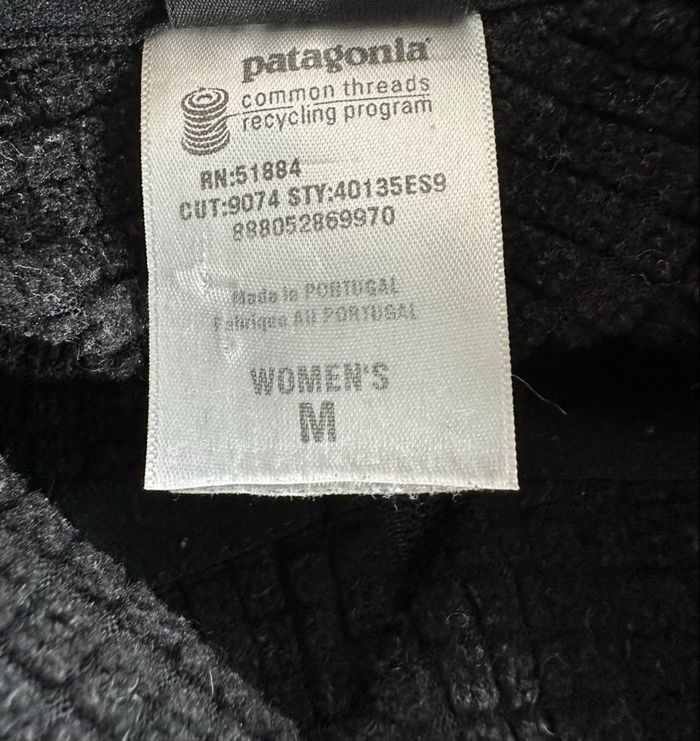 patagonia
common threads
recycling program
RN:51884
CUT:9074 STY:40135ES9
888052869970
Made in PORTUGAL
Fabriqué AU PORTUGAL
WOMEN'S
M